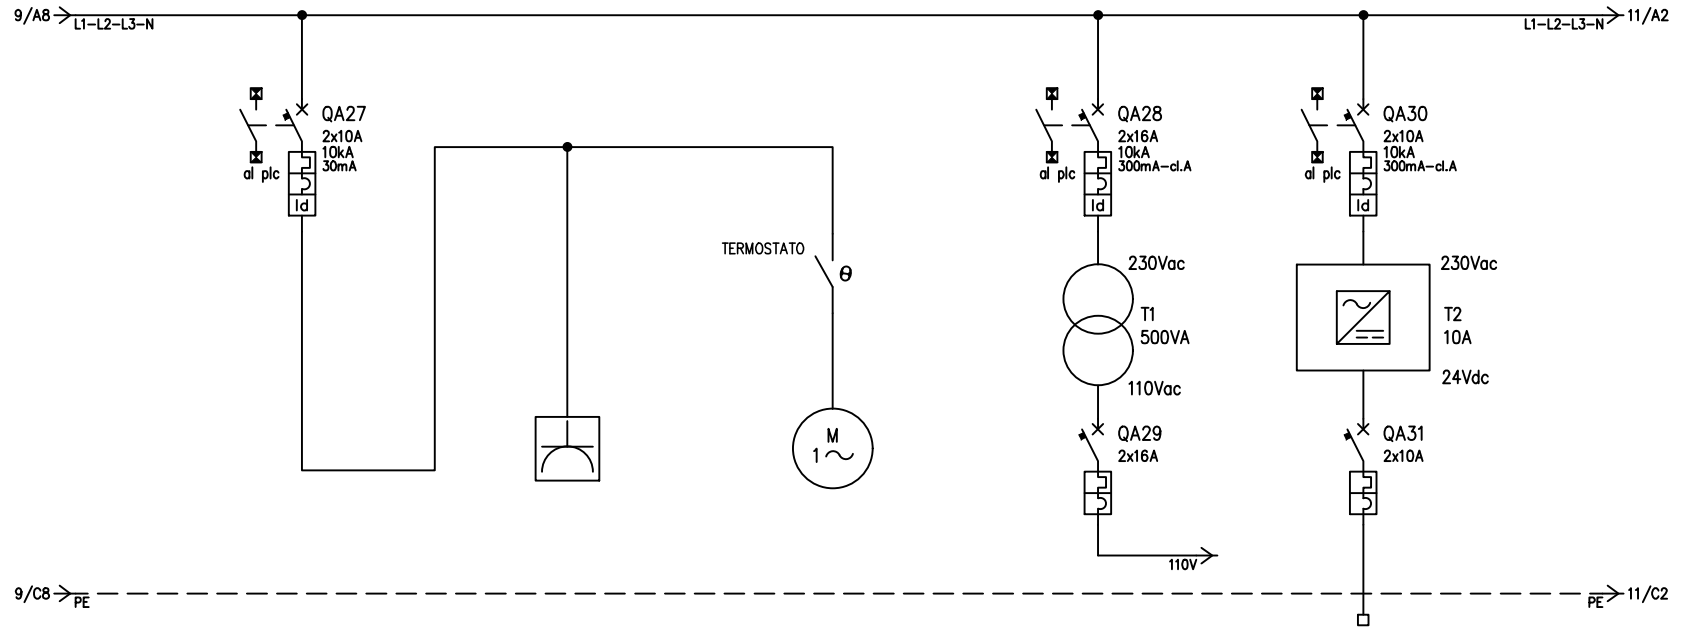 9/A8
L1-L2-L3-N
L1-L2-L3-N
11/A2
QA27
2x10A
10kA
30mA
al plc
Id
TERMOSTATO
θ
M
1~
QA28
2x16A
10kA
300mA-cl.A
al plc
Id
230Vac
T1
500VA
110Vac
QA29
2x16A
110V
QA30
2x10A
10kA
300mA-cl.A
al plc
Id
230Vac
T2
10A
24Vdc
QA31
2x10A
9/C8
PE
PE
11/C2